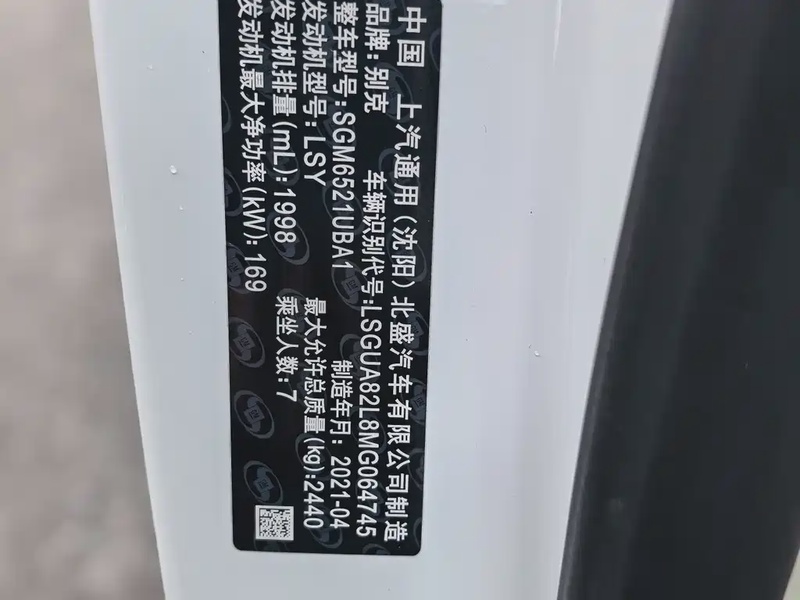 中国 上汽通用(沈阳)北盛汽车有限公司制造
品牌:别克 车辆识别代号:LSGUA82L8MG064745
整车型号:SGM6521UBA1 制造年月:2021-04
发动机型号:LSY 最大允许总质量(kg):2440
发动机排量(mL):1998 乘坐人数:7
发动机最大净功率(kW):169